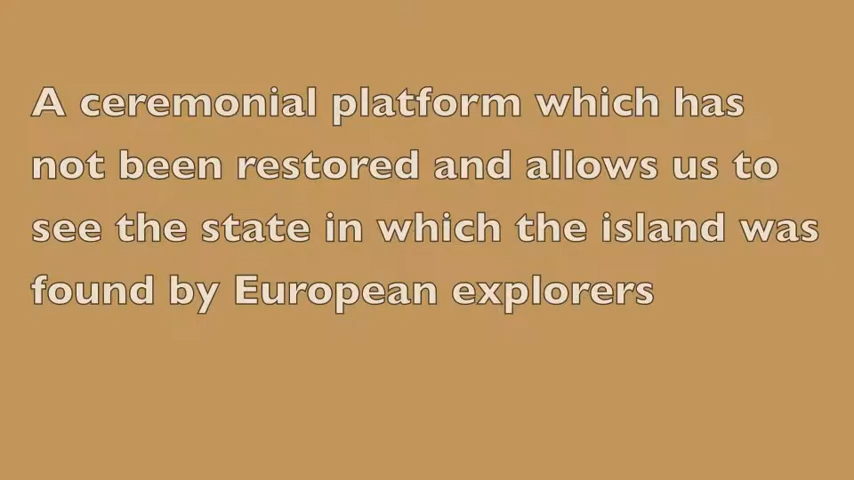 A ceremonial platform which has
not been restored and allows us to
see the state in which the island was
found by European explorers